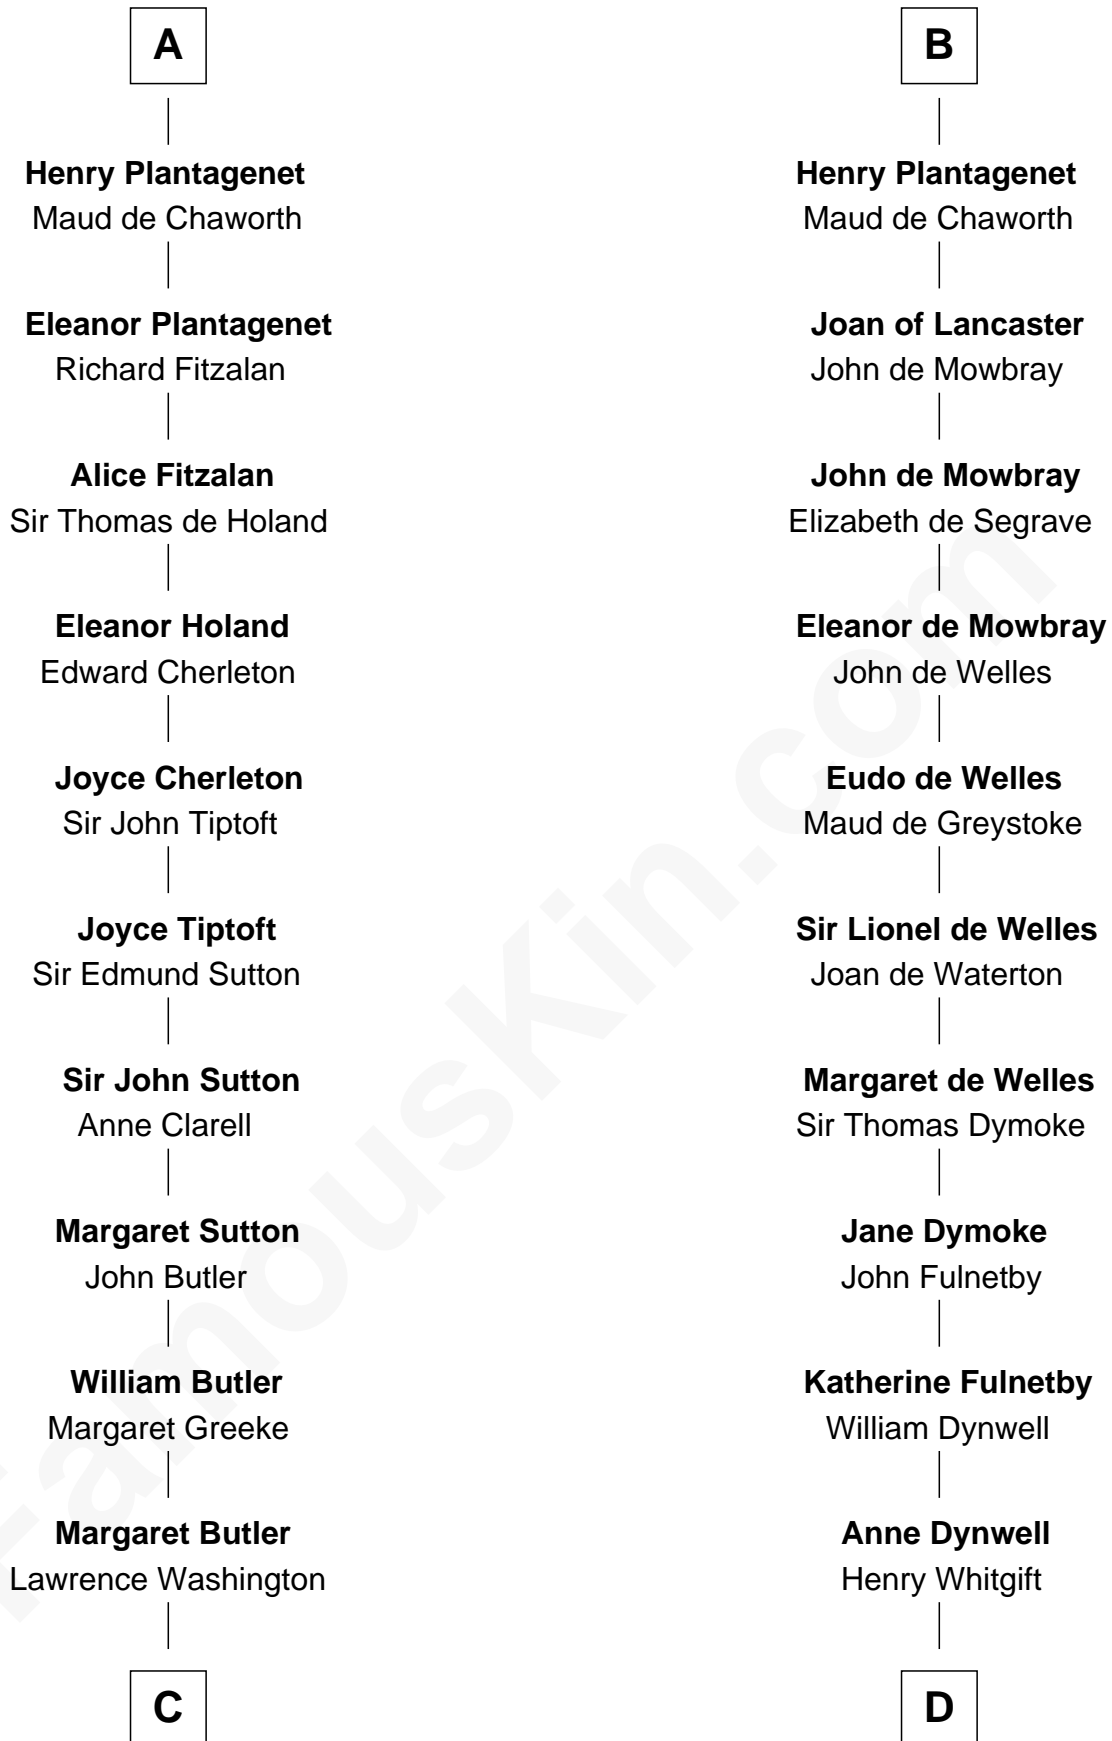 A
Henry Plantagenet
Maud de Chaworth
Eleanor Plantagenet
Richard Fitzalan
Alice Fitzalan
Sir Thomas de Holand
Eleanor Holand
Edward Cherleton
Joyce Cherleton
Sir John Tiptoft
Joyce Tiptoft
Sir Edmund Sutton
Sir John Sutton
Anne Clarell
Margaret Sutton
John Butler
William Butler
Margaret Greeke
Margaret Butler
Lawrence Washington
C
B
Henry Plantagenet
Maud de Chaworth
Joan of Lancaster
John de Mowbray
John de Mowbray
Elizabeth de Segrave
Eleanor de Mowbray
John de Welles
Eudo de Welles
Maud de Greystoke
Sir Lionel de Welles
Joan de Waterton
Margaret de Welles
Sir Thomas Dymoke
Jane Dymoke
John Fulnetby
Katherine Fulnetby
William Dynwell
Anne Dynwell
Henry Whitgift
D
FamousKin.com